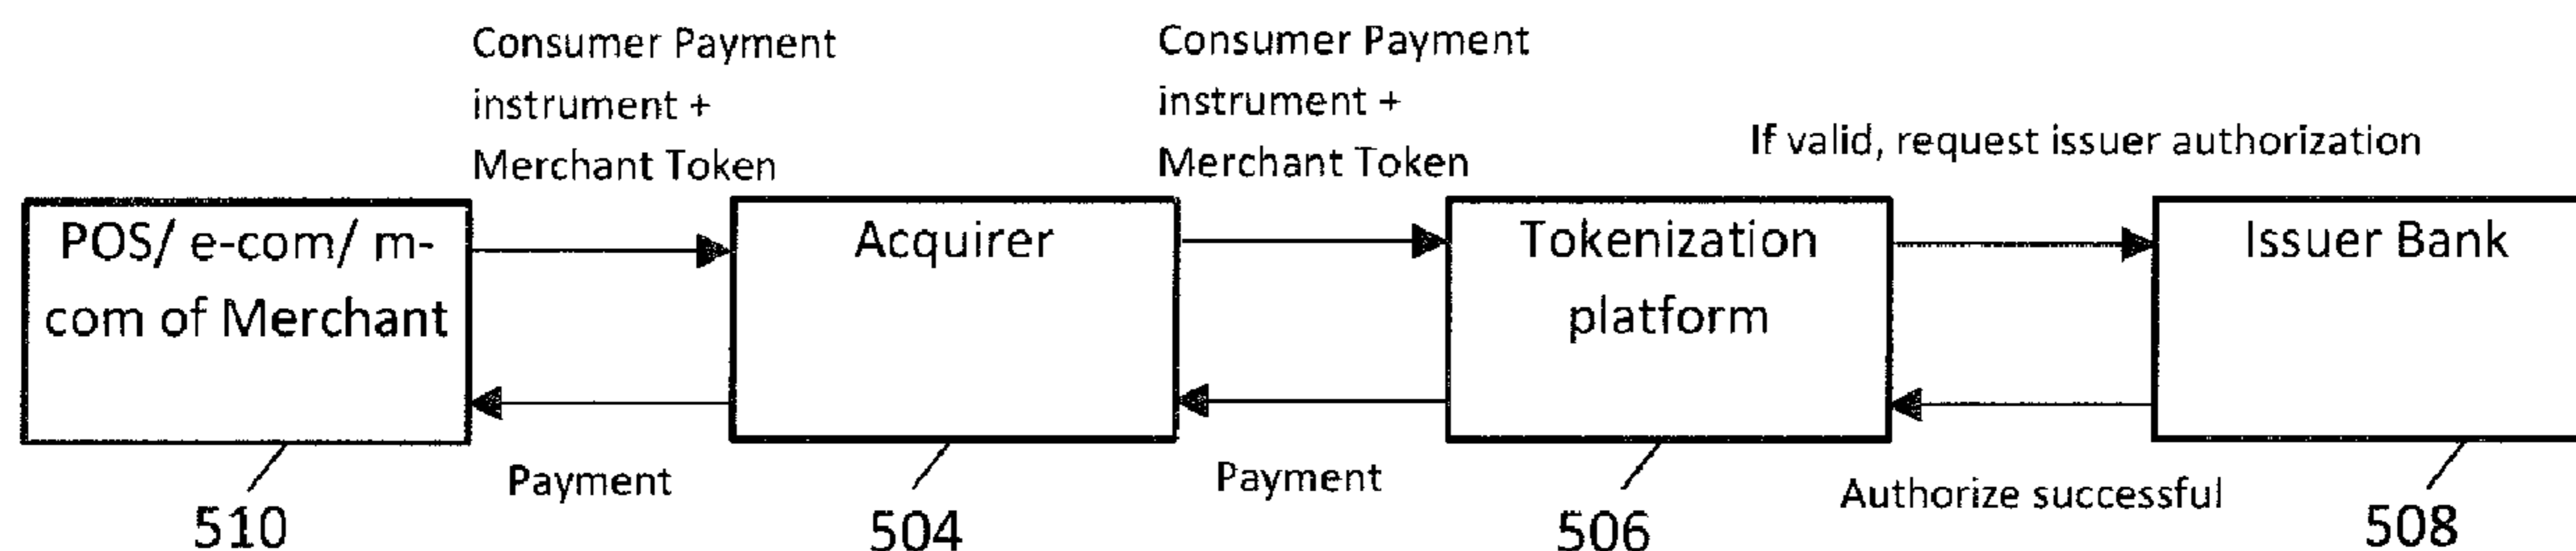 Consumer Payment
instrument +
Merchant Token
Consumer Payment
instrument +
Merchant Token
If valid, request issuer authorization
POS/ e-com/ m-
com of Merchant
Acquirer
Tokenization
platform
Issuer Bank
Payment
Payment
Authorize successful
510
504
506
508